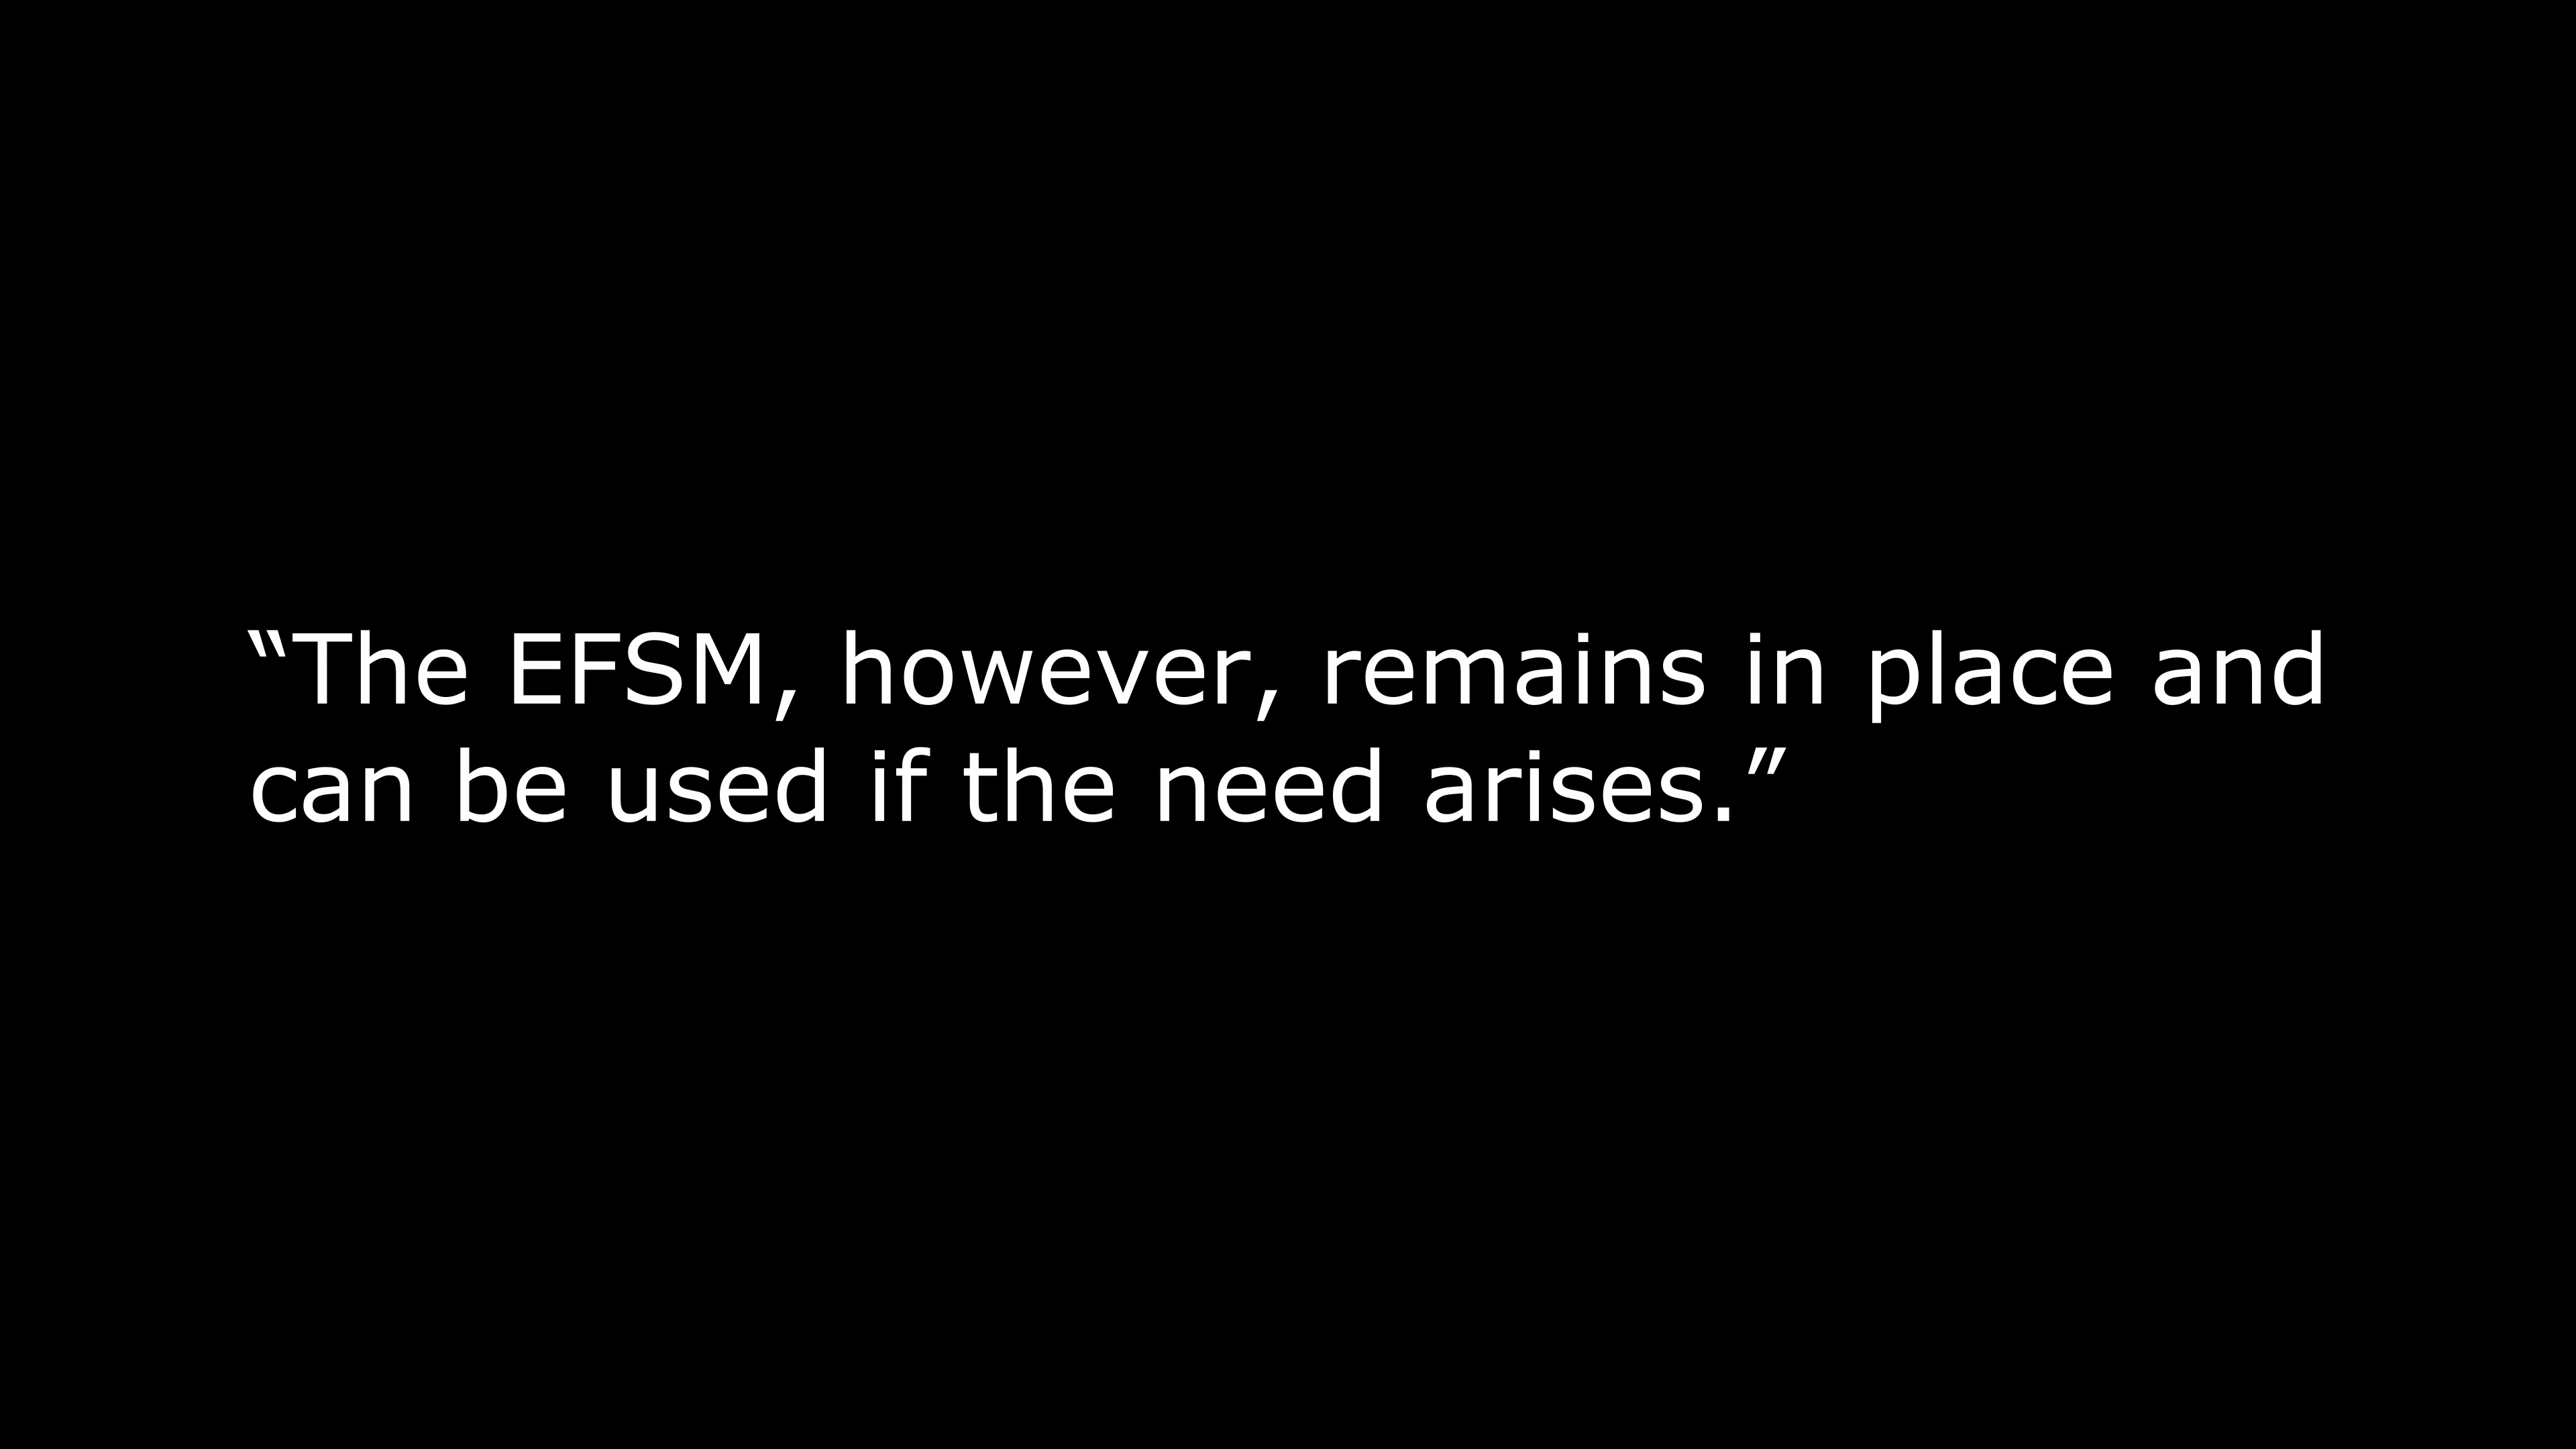 “The EFSM, however, remains in place and
can be used if the need arises.”